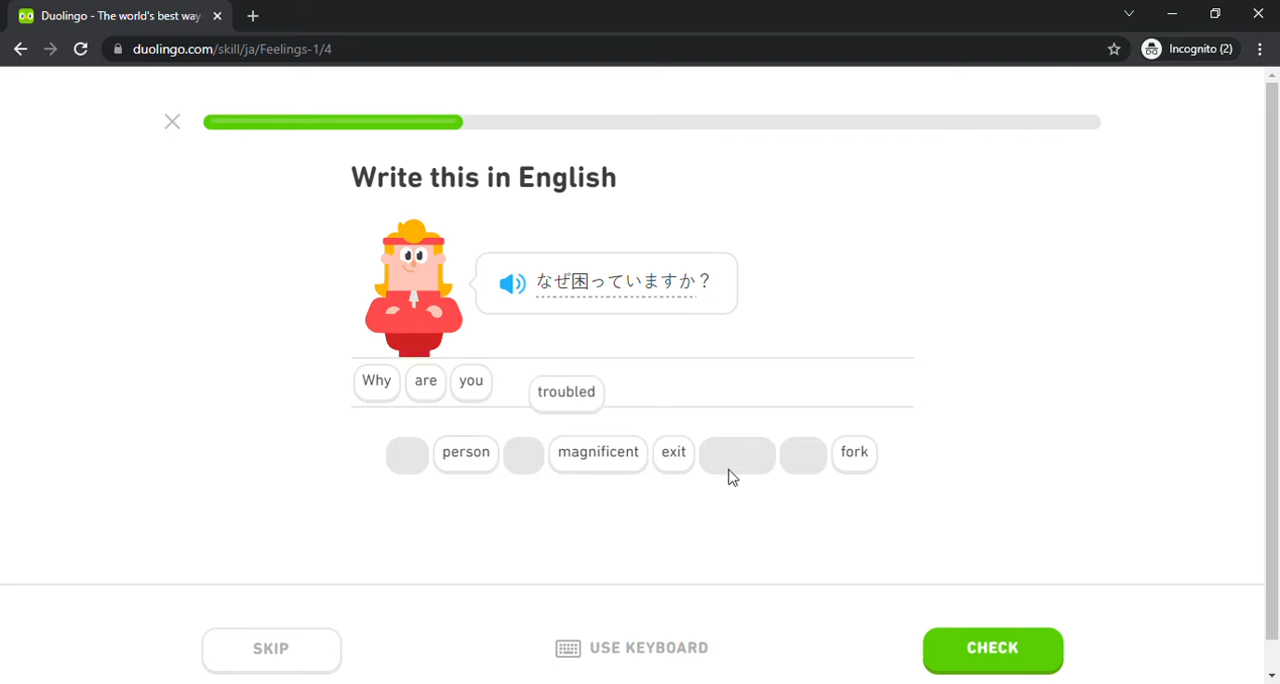 Duolingo - The world's best way
duolingo.com/skill/ja/Feelings-1/4
Incognito (2)
Write this in English
なぜ困っていますか？
Why are you troubled
person magnificent exit fork
SKIP USE KEYBOARD CHECK